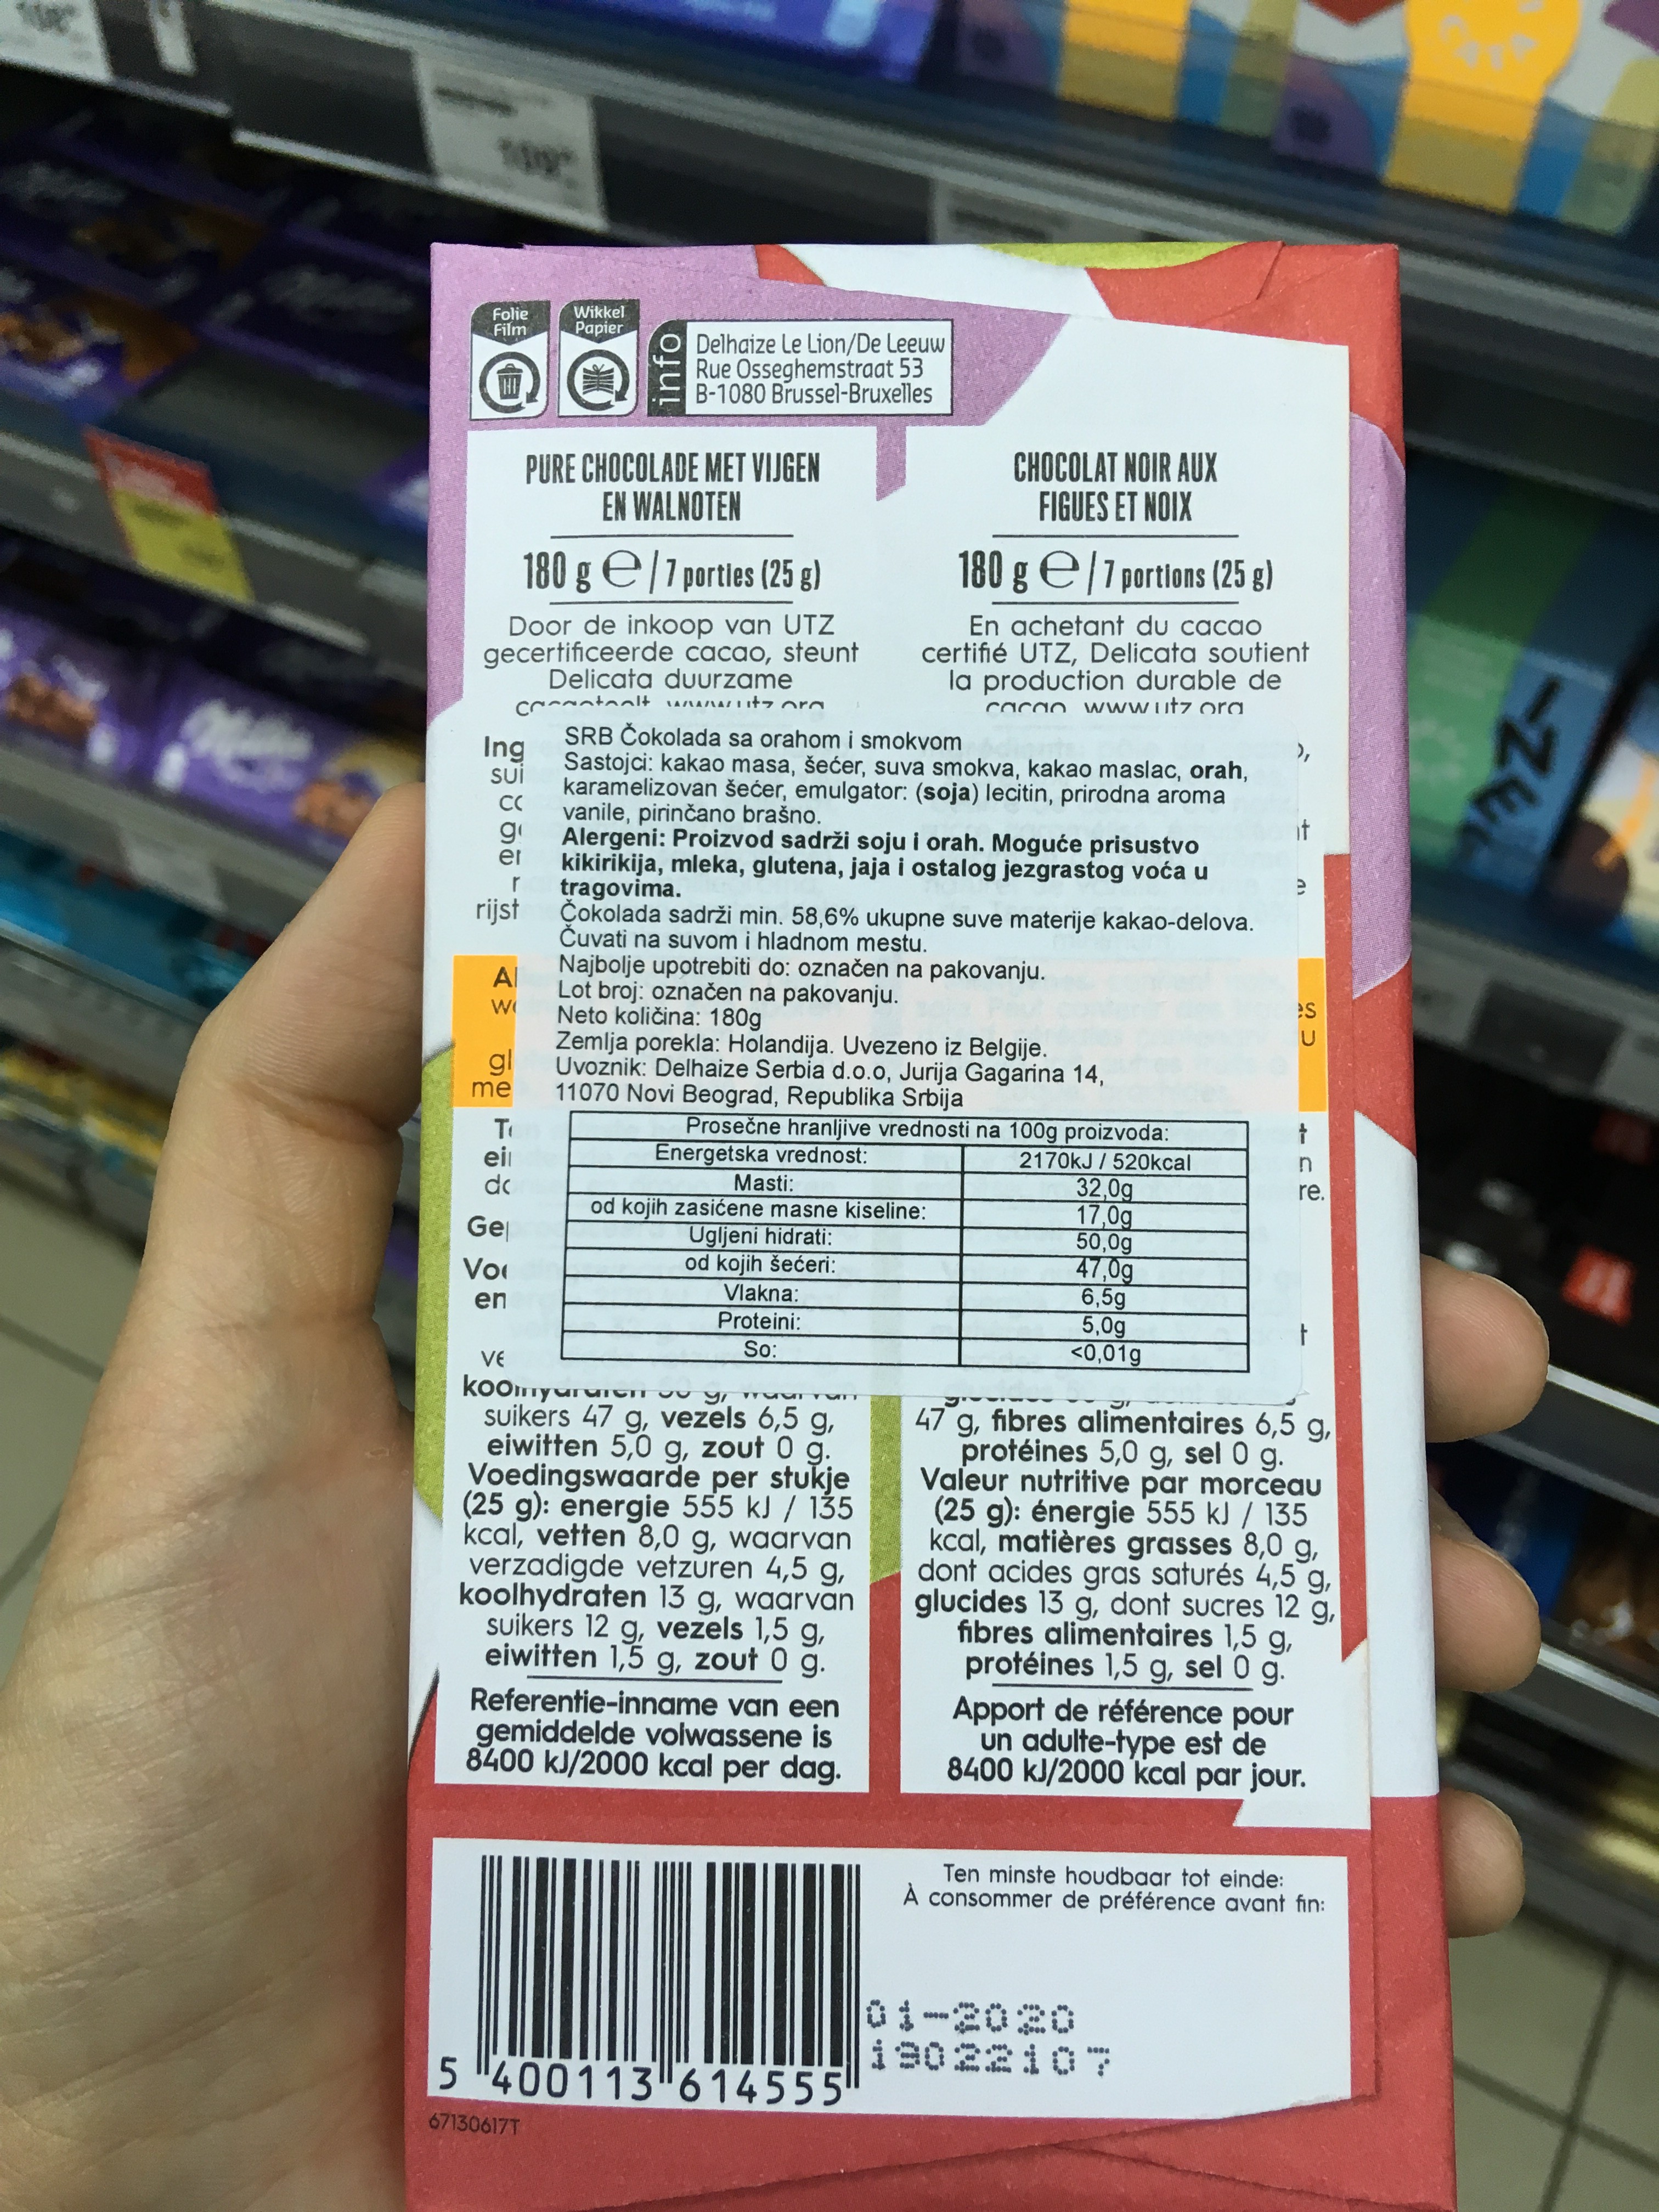 Folie
Film
Wikkel
Papier
info
Delhaize Le Lion/De Leeuw
Rue Osseghemstraat 53
B-1080 Brussel-Bruxelles
PURE CHOCOLADE MET VIJGEN
EN WALNOTEN
180 g e / 7 porties (25 g)
Door de inkoop van UTZ
gecertificeerde cacao, steunt
Delicata duurzame
CHOCOLAT NOIR AUX
FIGUES ET NOIX
180 g e / 7 portions (25 g)
En achetant du cacao
certifié UTZ, Delicata soutient
la production durable de
cacao www.utz.org
SRB Čokolada sa orahom i smokvom
Sastojci: kakao masa, šećer, suva smokva, kakao maslac, orah,
karamelizovan šećer, emulgator: (soja) lecitin, prirodna aroma
vanile, pirinčano brašno.
Alergeni: Proizvod sadrži soju i orah. Moguće prisustvo
kikirikija, mleka, glutena, jaja i ostalog jezgrastog voća u
tragovima.
Čokolada sadrži min. 58,6% ukupne suve materije kakao-delova.
Čuvati na suvom i hladnom mestu.
Najbolje upotrebiti do: označen na pakovanju.
Lot broj: označen na pakovanju.
Neto količina: 180g
Zemlja porekla: Holandija. Uvezeno iz Belgije.
Uvoznik: Delhaize Serbia d.o.o, Jurija Gagarina 14,
11070 Novi Beograd, Republika Srbija
Prosečne hranljive vrednosti na 100g proizvoda:
Energetska vrednost: 2170kJ / 520kcal
Masti: 32,0g
od kojih zasićene masne kiseline: 17,0g
Ugljeni hidrati: 50,0g
od kojih šećeri: 47,0g
Vlakna: 6,5g
Proteini: 5,0g
So: <0,01g
suikers 47 g, vezels 6,5 g,
eiwitten 5,0 g, zout 0 g.
Voedingswaarde per stukje
(25 g): energie 555 kJ / 135
kcal, vetten 8,0 g, waarvan
verzadigde vetzuren 4,5 g,
koolhydraten 13 g, waarvan
suikers 12 g, vezels 1,5 g,
eiwitten 1,5 g, zout 0 g.
Referentie-inname van een
gemiddelde volwassene is
8400 kJ/2000 kcal per dag.
47 g, fibres alimentaires 6,5 g,
protéines 5,0 g, sel 0 g.
Valeur nutritive par morceau
(25 g): énergie 555 kJ / 135
kcal, matières grasses 8,0 g,
dont acides gras saturés 4,5 g,
glucides 13 g, dont sucres 12 g,
fibres alimentaires 1,5 g,
protéines 1,5 g, sel 0 g.
Apport de référence pour
un adulte-type est de
8400 kJ/2000 kcal par jour.
Ten minste houdbaar tot einde:
À consommer de préférence avant fin:
01-2020
19022107
5 400113 614555
67130617T